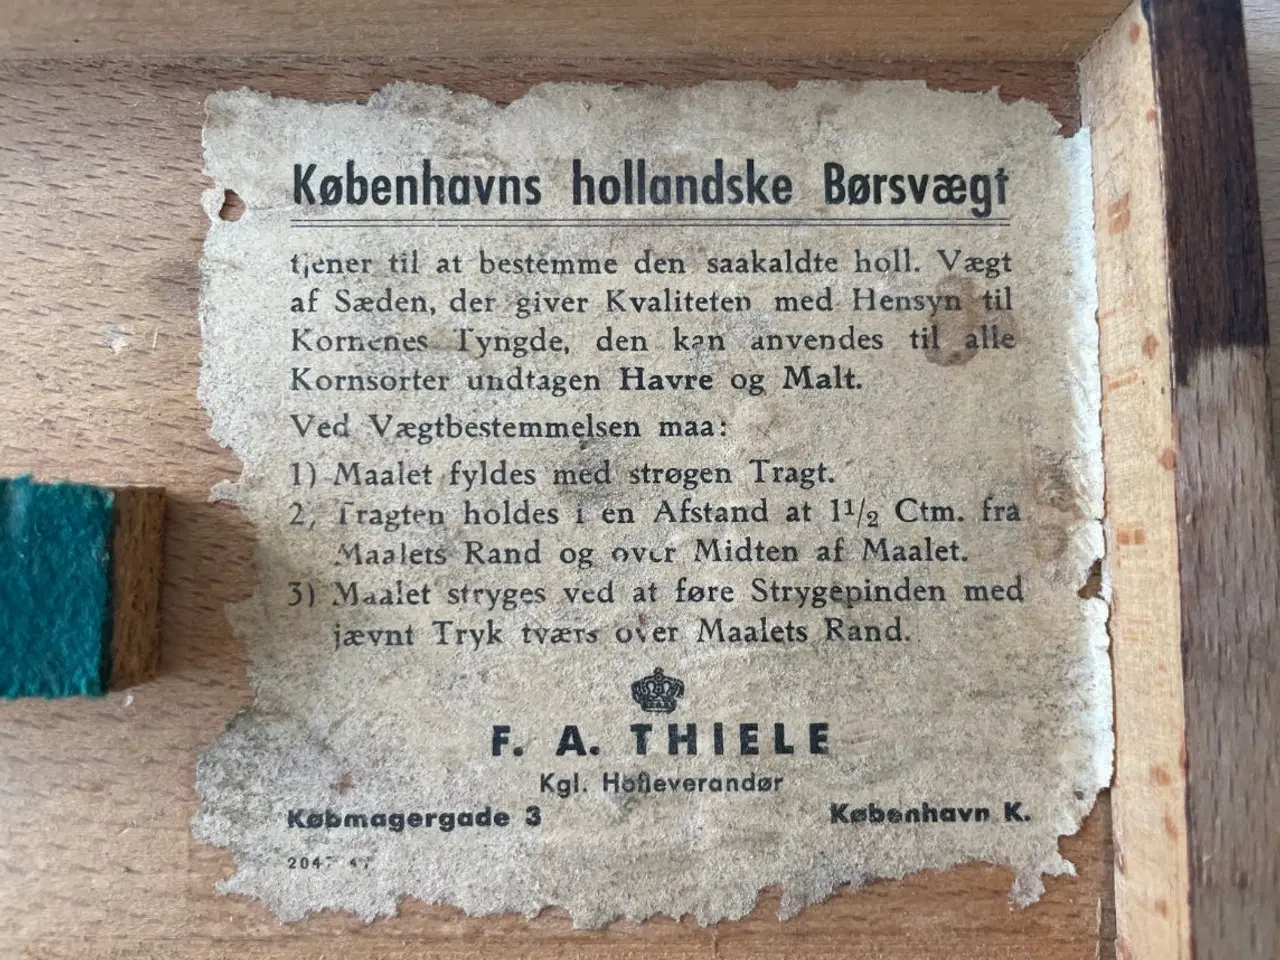 Københavns hollandske Børsvægt
tjener til at bestemme den saakaldte holl. Vægt
af Sæden, der giver Kvaliteten med Hensyn til
Kornenes Tyngde, den kan anvendes til alle
Kornsorter undtagen Havre og Malt.
Ved Vægtbestemmelsen maa:
1) Maalet fyldes med strøgen Tragt.
2) Tragten holdes i en Afstand at 1½ Ctm. fra
Maalets Rand og over Midten af Maalet.
3) Maalet stryges ved at føre Strygepinden med
jævnt Tryk tværs over Maalets Rand.
F. A. THIELE
Kgl. Hofleverandør
Købmagergade 3 København K.